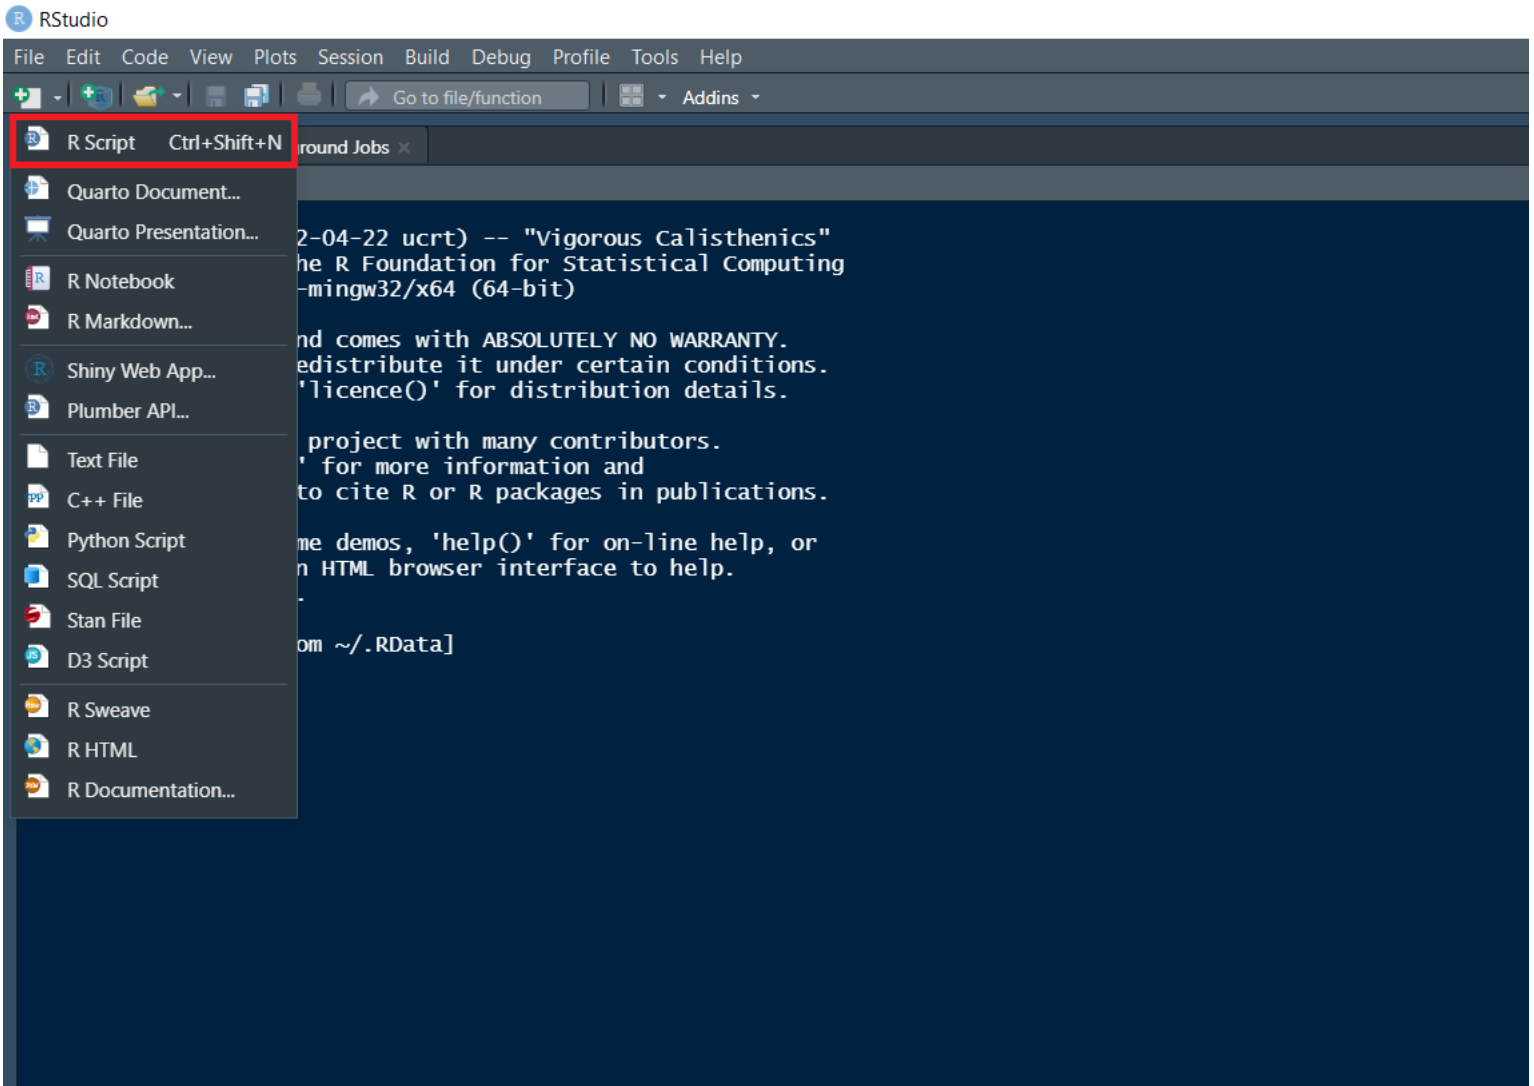 RStudio
File Edit Code View Plots Session Build Debug Profile Tools Help
Go to file/function Addins
R Script Ctrl+Shift+N
Jobs
Quarto Document...
Quarto Presentation...
R Notebook
R Markdown...
Shiny Web App...
Plumber API...
Text File
C++ File
Python Script
SQL Script
Stan File
D3 Script
R Sweave
R HTML
R Documentation...
2-04-22 ucrt) -- "Vigorous Calisthenics"
he R Foundation for Statistical Computing
-mingw32/x64 (64-bit)
nd comes with ABSOLUTELY NO WARRANTY.
edistribute it under certain conditions.
'licence()' for distribution details.
project with many contributors.
' for more information and
to cite R or R packages in publications.
me demos, 'help()' for on-line help, or
n HTML browser interface to help.
.
om ~/.RData]